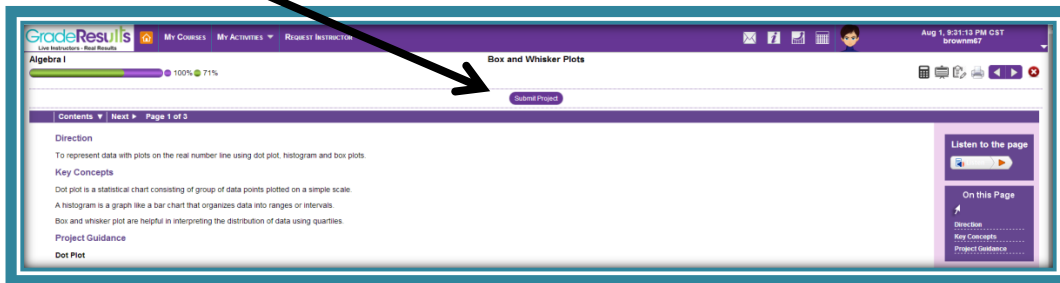 GradeResults
Live Instructors - Real Results
MY COURSES MY ACTIVITIES REQUEST INSTRUCTOR
Aug 1, 9:31:13 PM CST
brownm67
Algebra I
Box and Whisker Plots
100% 71%
Submit Project
Contents Next Page 1 of 3
Direction
To represent data with plots on the real number line using dot plot, histogram and box plots.
Key Concepts
Dot plot is a statistical chart consisting of group of data points plotted on a simple scale.
A histogram is a graph like a bar chart that organizes data into ranges or intervals.
Box and whisker plot are helpful in interpreting the distribution of data using quartiles.
Project Guidance
Dot Plot
Listen to the page
On this Page
Direction
Key Concepts
Project Guidance